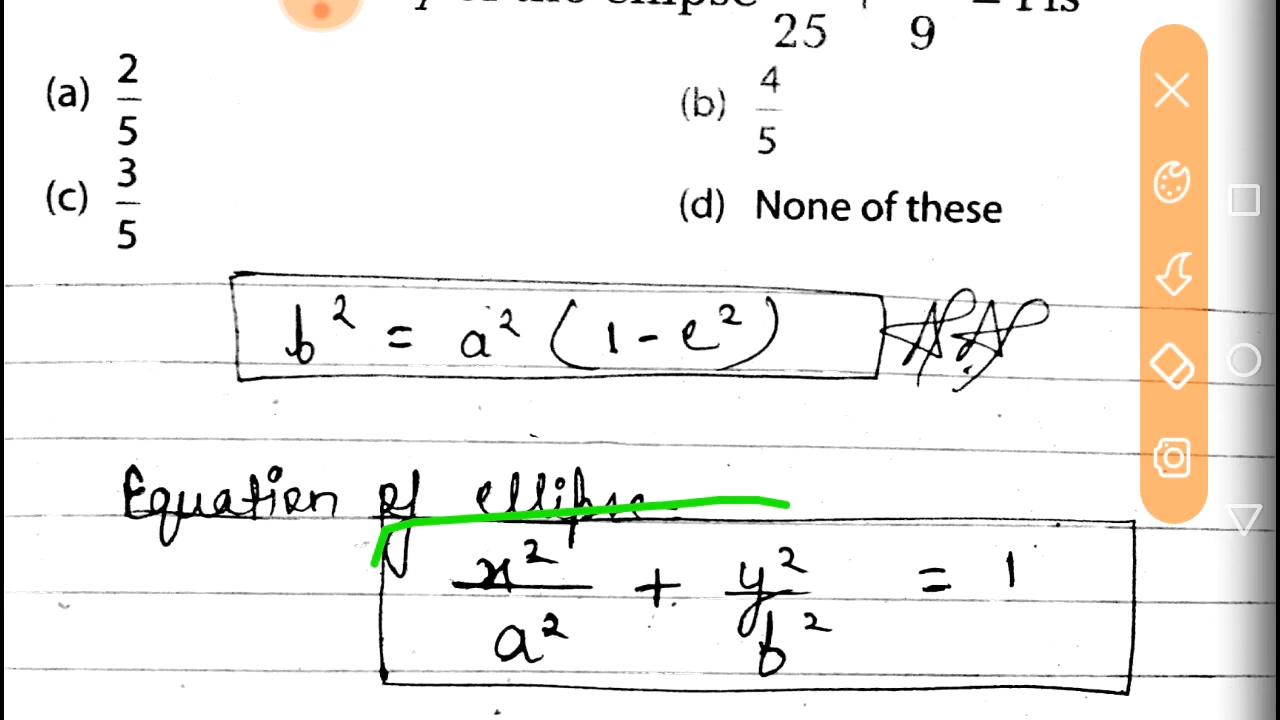 25 9
(a) 2/5
(b) 4/5
(c) 3/5
(d) None of these
b² = a² (1 - e²)
Equation of ellipse
x²/a² + y²/b² = 1